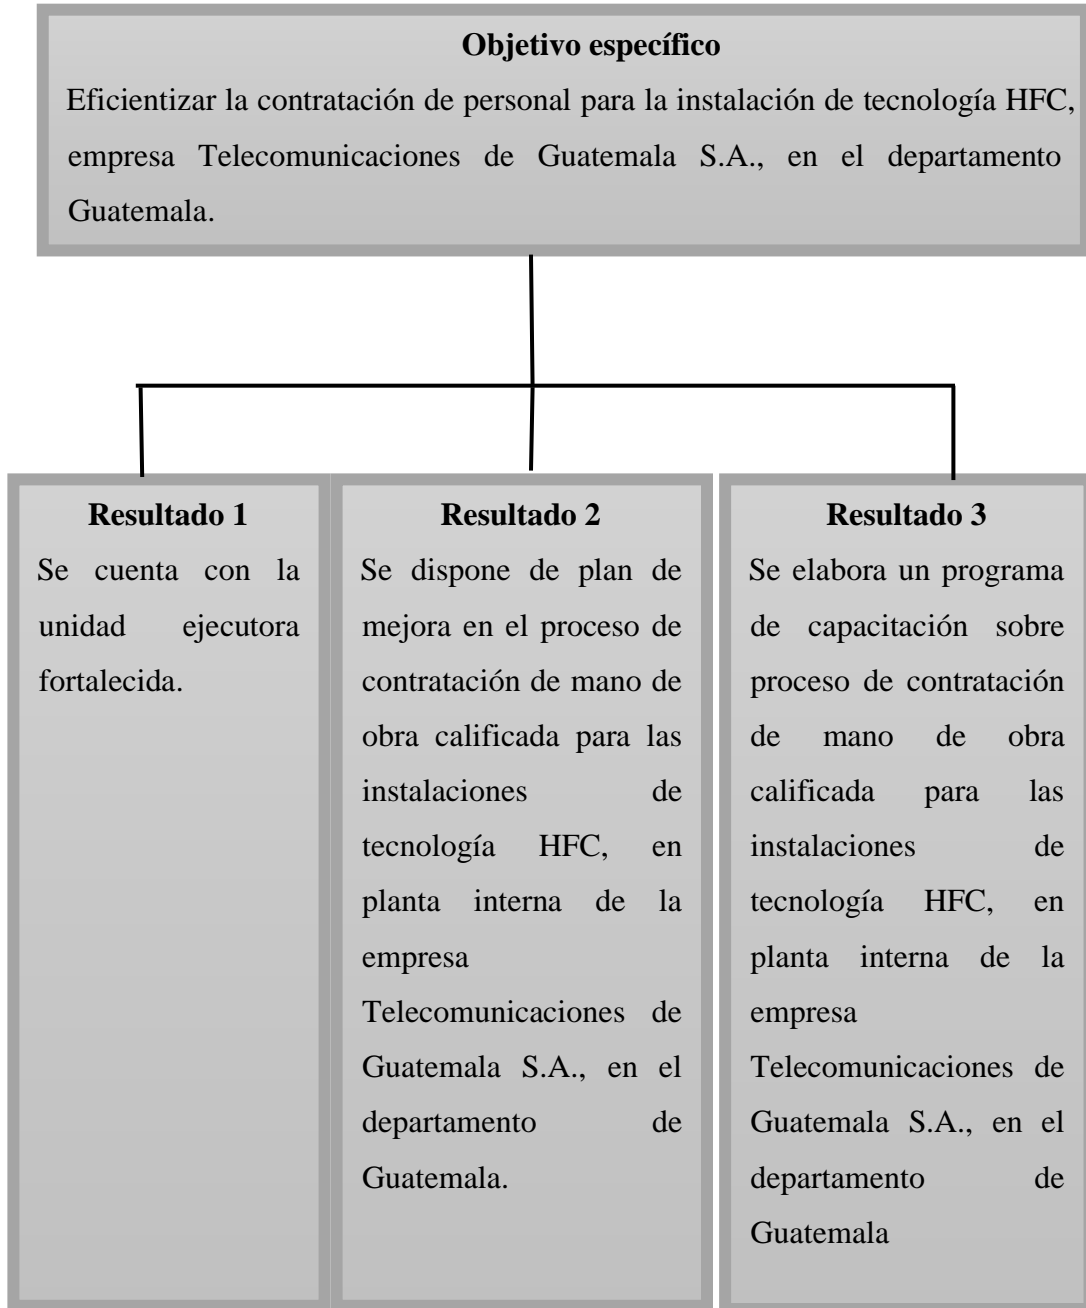 Objetivo específico
Eficientizar la contratación de personal para la instalación de tecnología HFC,
empresa Telecomunicaciones de Guatemala S.A., en el departamento
Guatemala.
Resultado 1
Se cuenta con la
unidad ejecutora
fortalecida.
Resultado 2
Se dispone de plan de
mejora en el proceso de
contratación de mano de
obra calificada para las
instalaciones de
tecnología HFC, en
planta interna de la
empresa
Telecomunicaciones de
Guatemala S.A., en el
departamento de
Guatemala.
Resultado 3
Se elabora un programa
de capacitación sobre
proceso de contratación
de mano de obra
calificada para las
instalaciones de
tecnología HFC, en
planta interna de la
empresa
Telecomunicaciones de
Guatemala S.A., en el
departamento de
Guatemala